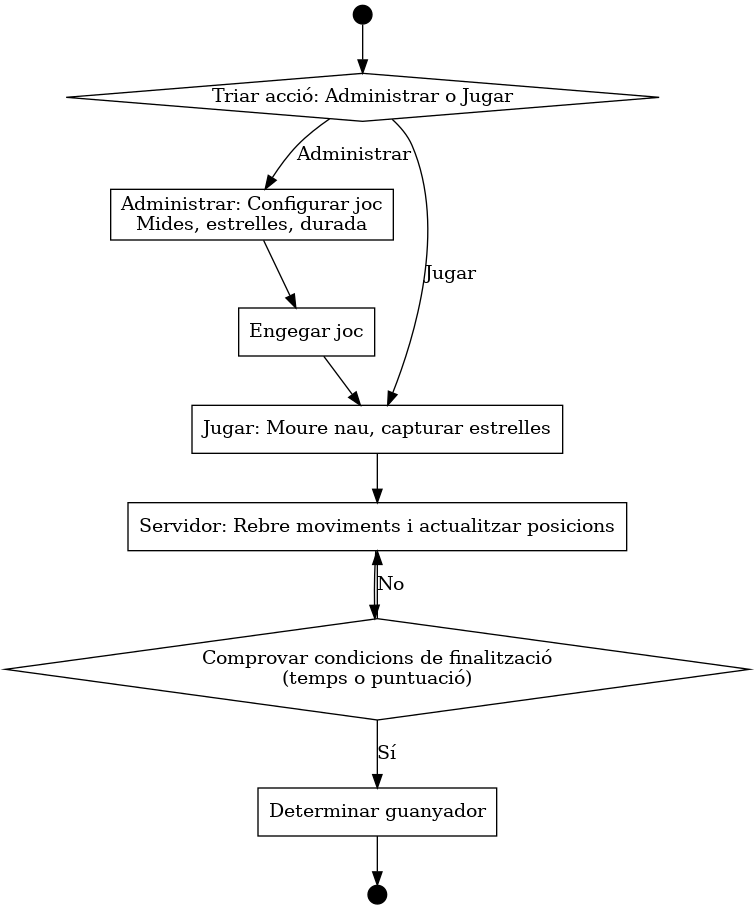 Triar acció: Administrar o Jugar
Administrar
Administrar: Configurar joc
Mides, estrelles, durada
Jugar
Engegar joc
Jugar: Moure nau, capturar estrelles
Servidor: Rebre moviments i actualitzar posicions
No
Comprovar condicions de finalització
(temps o puntuació)
Sí
Determinar guanyador